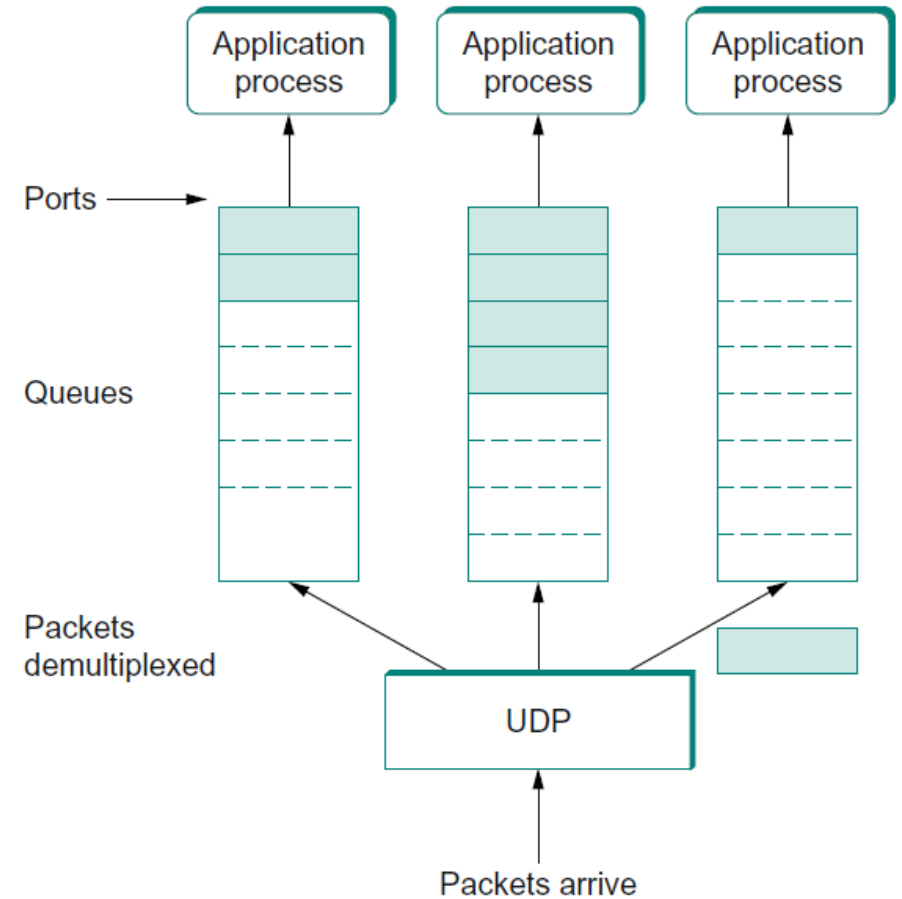 Application
process
Application
process
Application
process
Ports
Queues
Packets
demultiplexed
UDP
Packets arrive